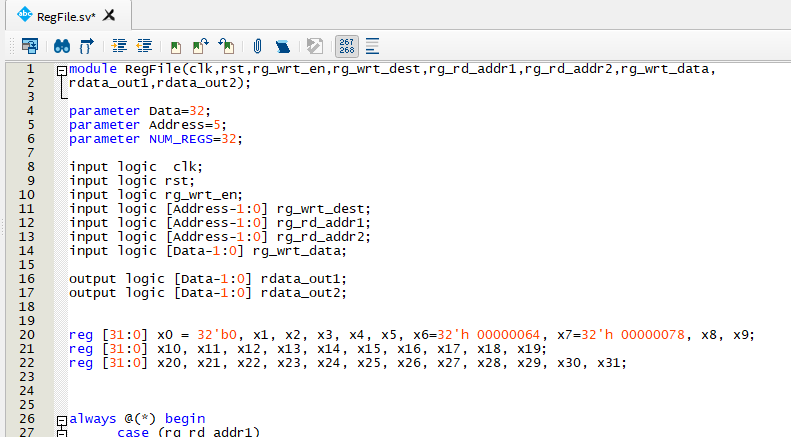 RegFile.sv*
267
268
1 module RegFile(clk,rst,rg_wrt_en,rg_wrt_dest,rg_rd_addr1,rg_rd_addr2,rg_wrt_data,
2 rdata_out1,rdata_out2);
3
4 parameter Data=32;
5 parameter Address=5;
6 parameter NUM_REGS=32;
7
8 input logic  clk;
9 input logic rst;
10 input logic rg_wrt_en;
11 input logic [Address-1:0] rg_wrt_dest;
12 input logic [Address-1:0] rg_rd_addr1;
13 input logic [Address-1:0] rg_rd_addr2;
14 input logic [Data-1:0] rg_wrt_data;
15
16 output logic [Data-1:0] rdata_out1;
17 output logic [Data-1:0] rdata_out2;
18
19
20 reg [31:0] x0 = 32'b0, x1, x2, x3, x4, x5, x6=32'h 00000064, x7=32'h 00000078, x8, x9;
21 reg [31:0] x10, x11, x12, x13, x14, x15, x16, x17, x18, x19;
22 reg [31:0] x20, x21, x22, x23, x24, x25, x26, x27, x28, x29, x30, x31;
23
24
25
26 always @(*) begin
27 case (rg_rd_addr1)